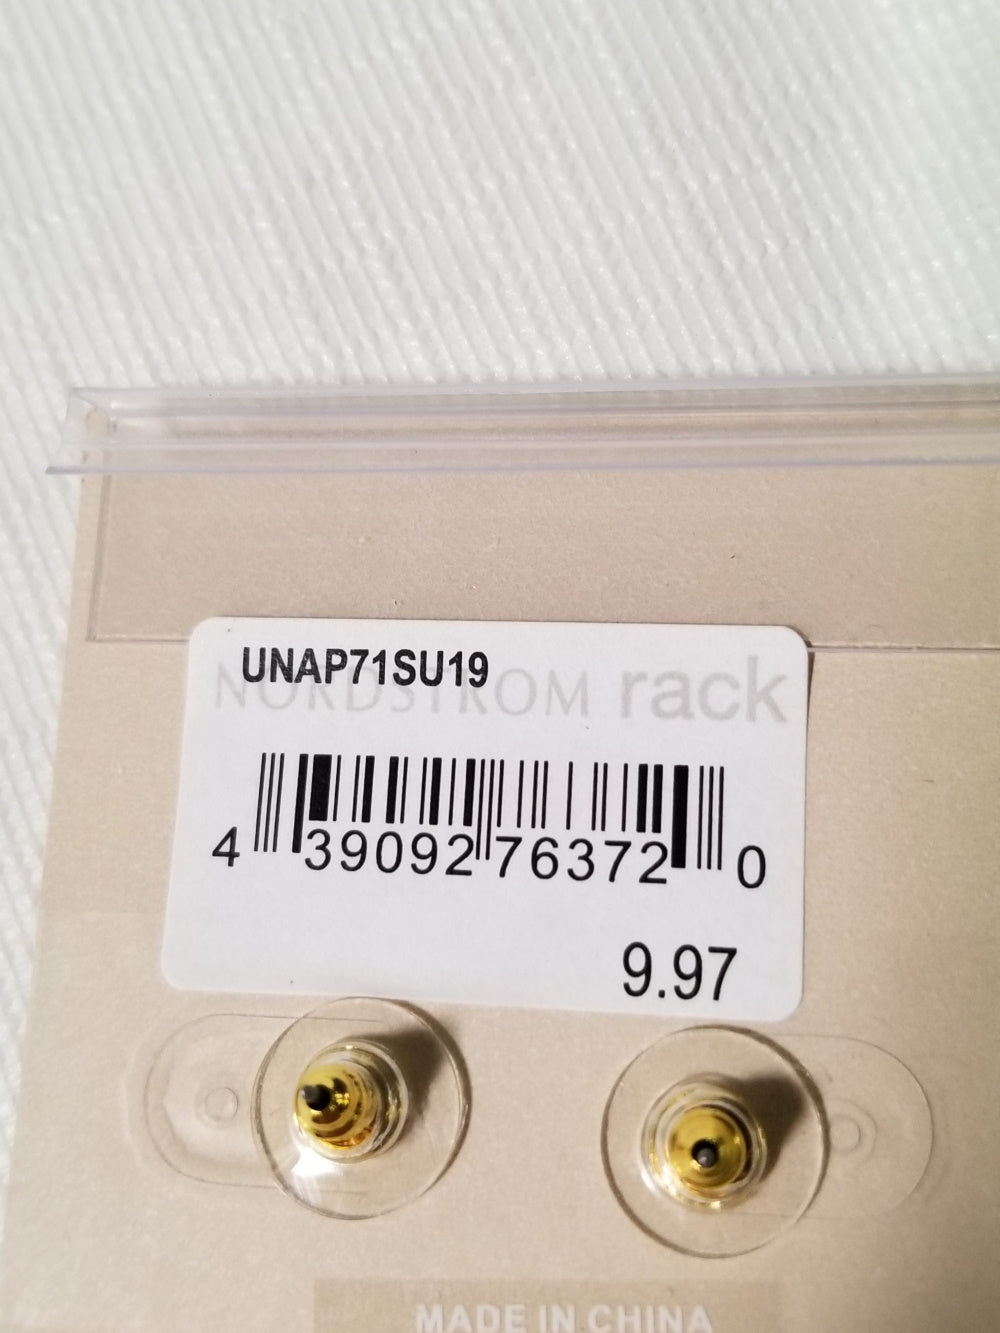 UNAP71SU19
NORDSTROM rack
4 39092 76372 0
9.97
MADE IN CHINA